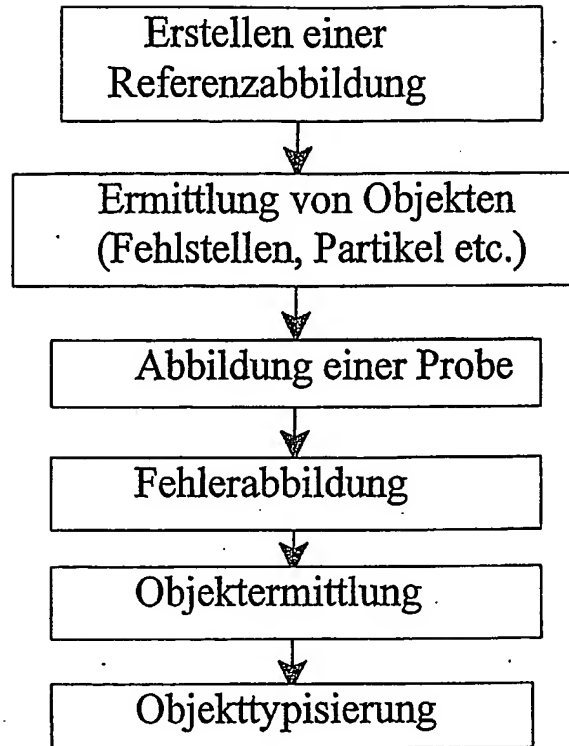 Erstellen einer
Referenzabbildung
Ermittlung von Objekten
(Fehlstellen, Partikel etc.)
Abbildung einer Probe
Fehlerabbildung
Objektermittlung
Objekttypisierung